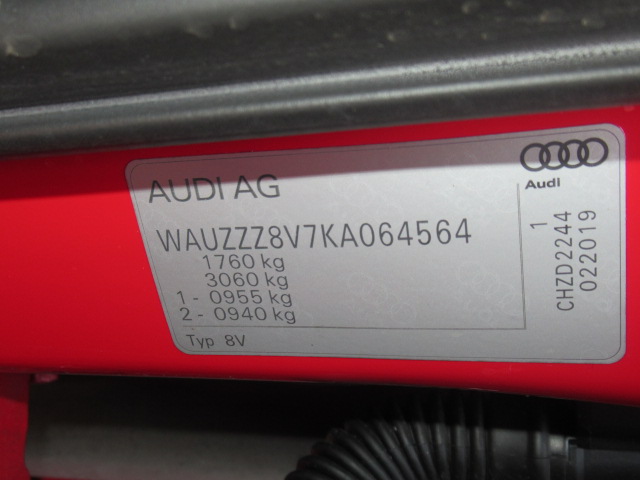 AUDI AG
Audi
WAUZZZ8V7KA064564
1760 kg
3060 kg
1 - 0955 kg
2 - 0940 kg
Typ 8V
1
CHZD2244
022019